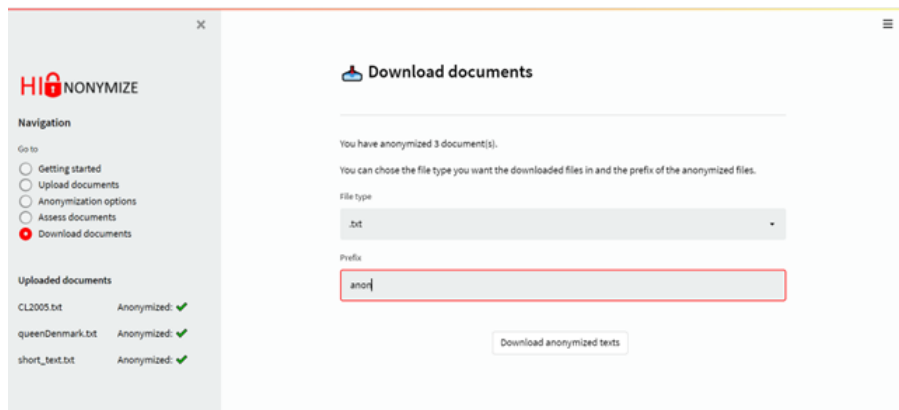 ×
≡
HI NONYMIZE
Navigation
Go to
Getting started
Upload documents
Anonymization options
Assess documents
Download documents
Uploaded documents
CL2005.txt Anonymized: ✔
queenDenmark.txt Anonymized: ✔
short_text.txt Anonymized: ✔
Download documents
You have anonymized 3 document(s).
You can chose the file type you want the downloaded files in and the prefix of the anonymized files.
File type
.txt
Prefix
anon
Download anonymized texts